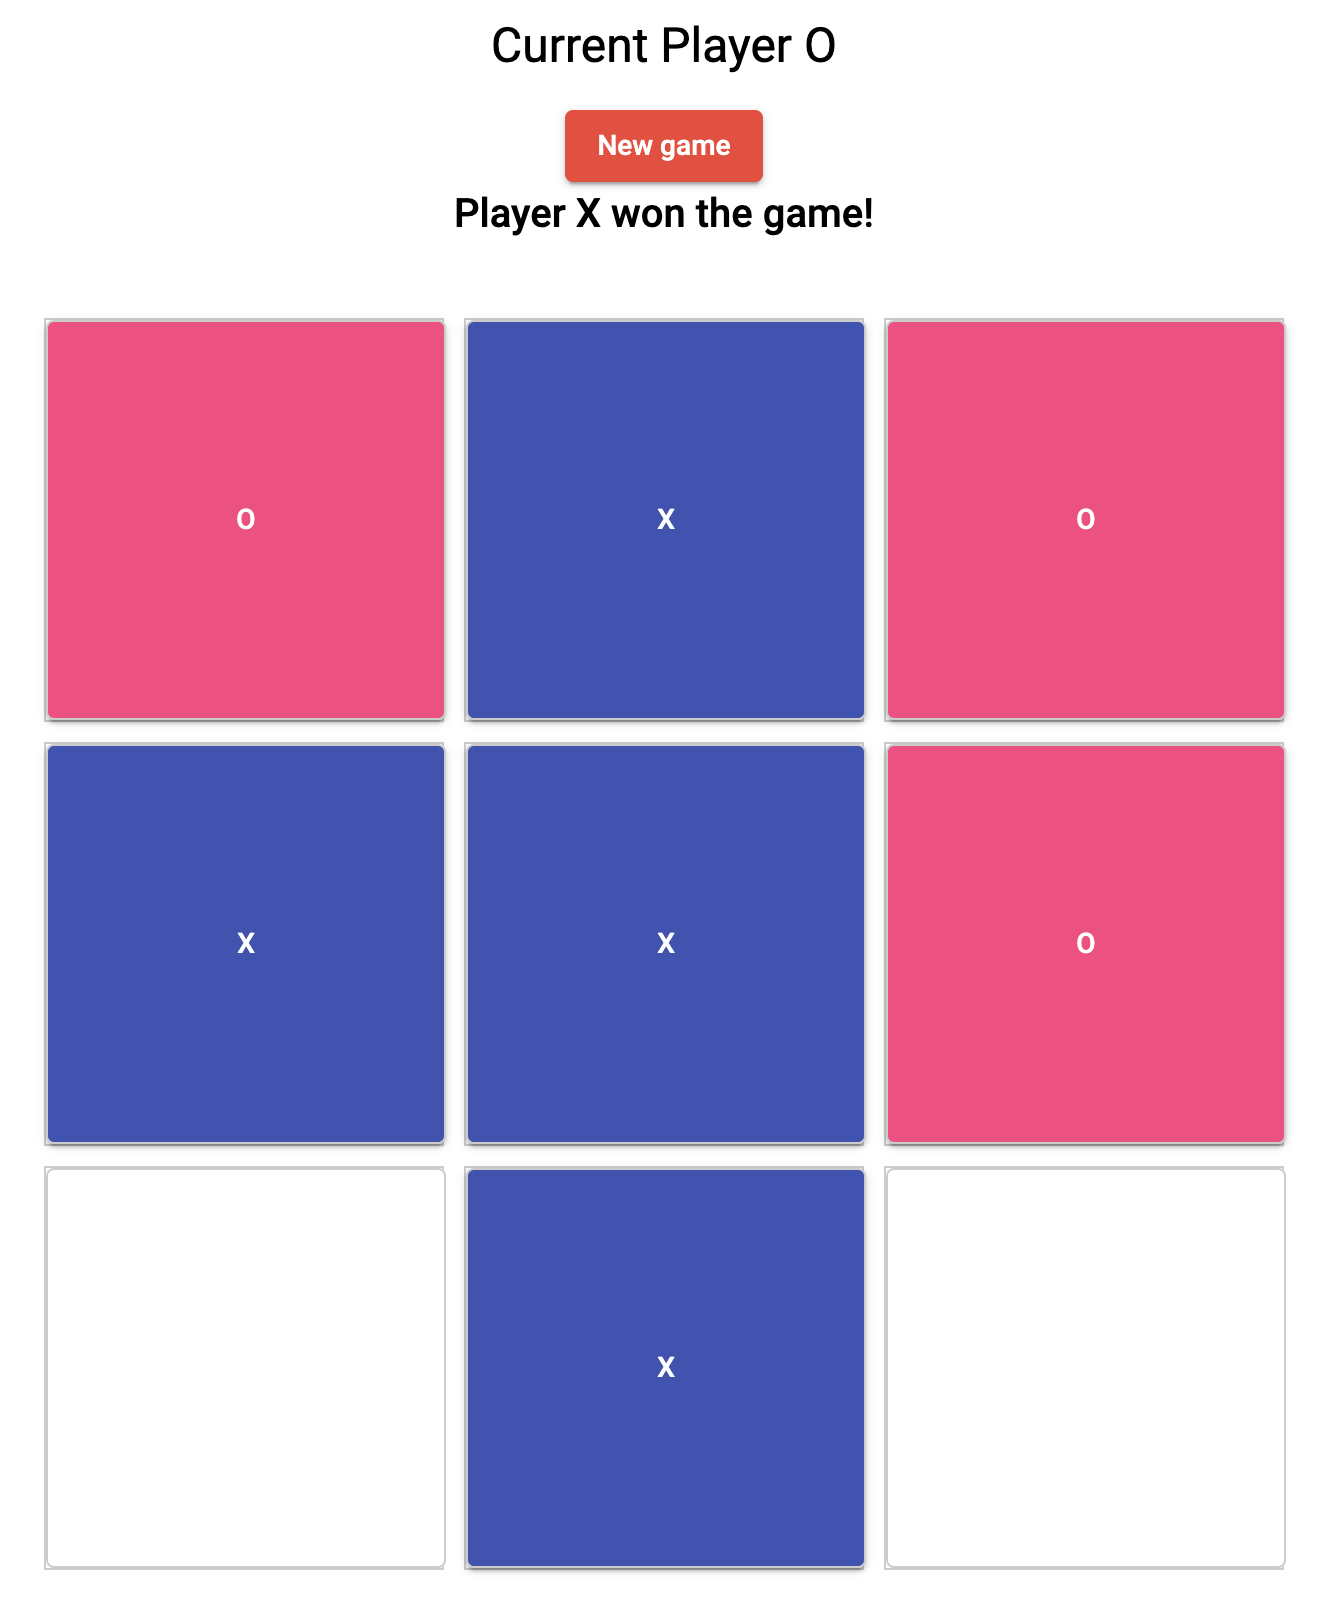 Current Player O
New game
Player X won the game!
O X O
X X O
X